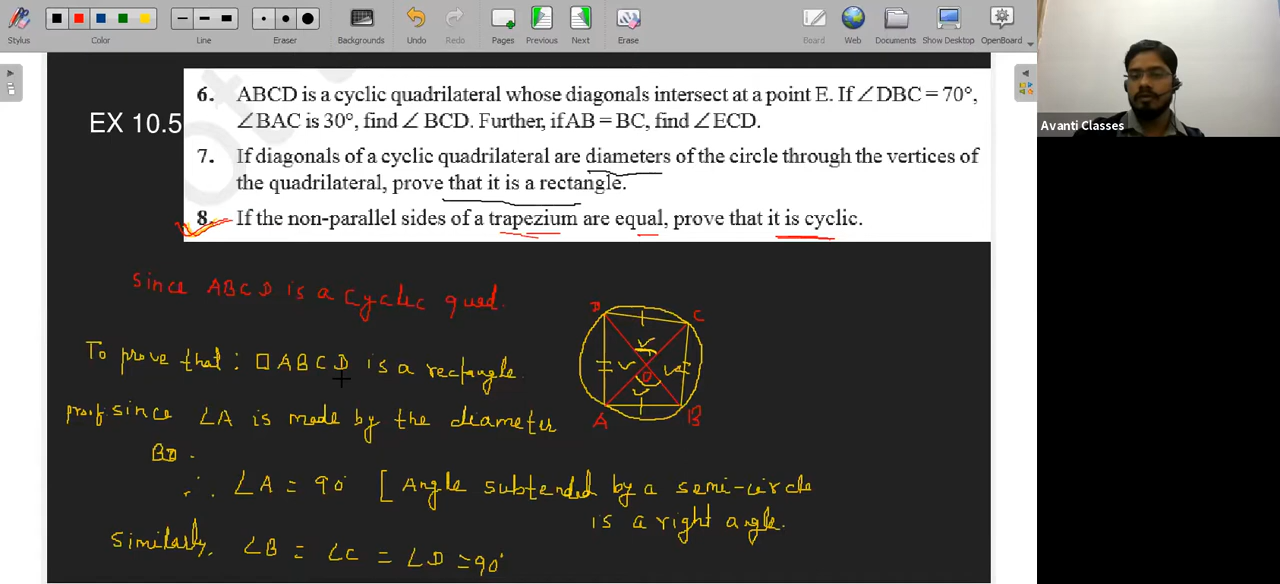 Stylus
Color
Line
Eraser
Backgrounds
Undo
Redo
Pages
Previous
Next
Erase
Board
Web
Documents
Show Desktop
OpenBoard
Avanti Classes
EX 10.5
6. ABCD is a cyclic quadrilateral whose diagonals intersect at a point E. If ∠DBC = 70°,
∠BAC is 30°, find ∠BCD. Further, if AB = BC, find ∠ECD.
7. If diagonals of a cyclic quadrilateral are diameters of the circle through the vertices of
the quadrilateral, prove that it is a rectangle.
8. If the non-parallel sides of a trapezium are equal, prove that it is cyclic.
Since ABCD is a cyclic quad.
To prove that: □ABCD is a rectangle.
proof. since ∠A is made by the diameter
BD.
∴ ∠A = 90° [Angle subtended by a semi-circle
is a right angle.
Similarly, ∠B = ∠C = ∠D = 90°
D
C
O
A
B